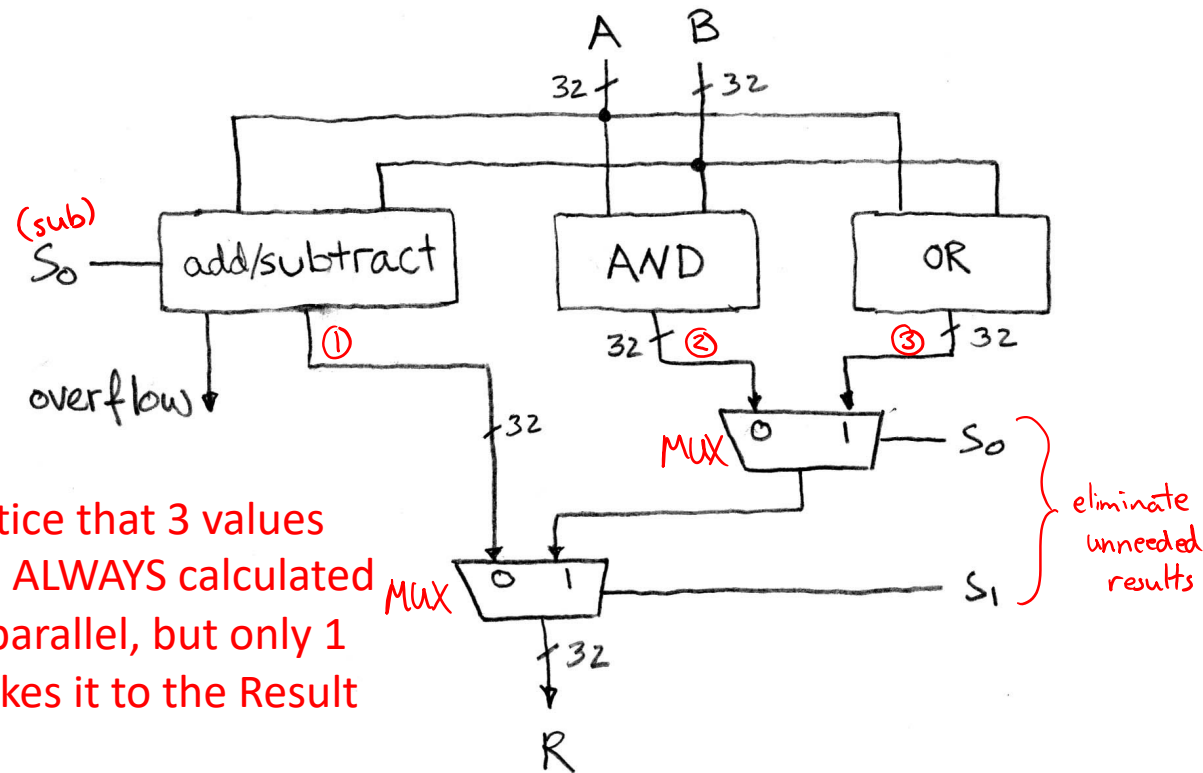 A B
32 32
(sub)
S₀
add/subtract AND OR
① 32 ② ③ 32
overflow
32
0 1
MUX
S₀
tice that 3 values
ALWAYS calculated
parallel, but only 1
kes it to the Result
eliminate
unneeded
results
0 1
MUX
S₁
32
R